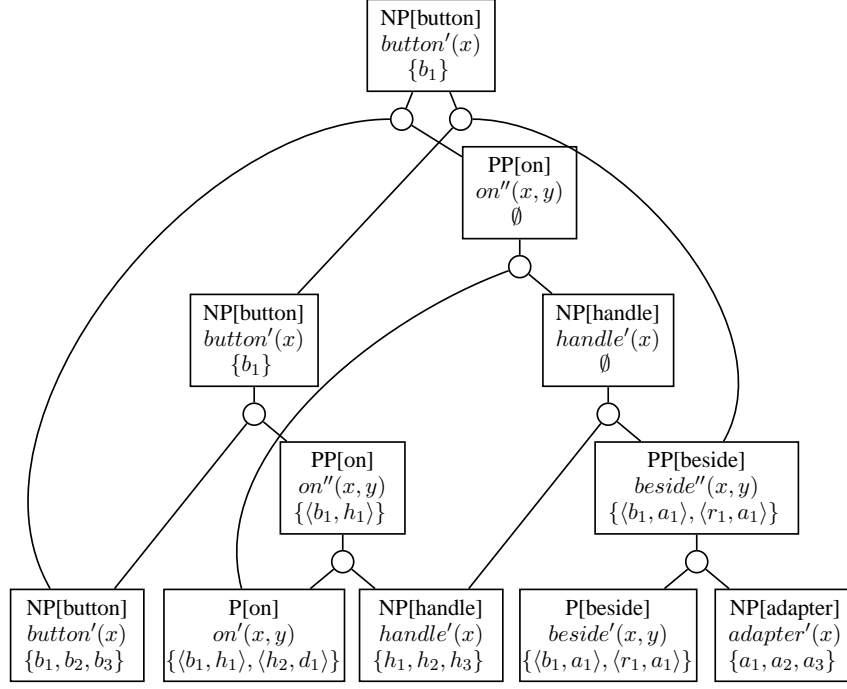 NP[button]
button′(x)
{b₁}
PP[on]
on′′(x, y)
∅
NP[button]
button′(x)
{b₁}
NP[handle]
handle′(x)
∅
PP[on]
on′′(x, y)
{⟨b₁, h₁⟩}
PP[beside]
beside′′(x, y)
{⟨b₁, a₁⟩, ⟨r₁, a₁⟩}
NP[button]
button′(x)
{b₁, b₂, b₃}
P[on]
on′(x, y)
{⟨b₁, h₁⟩, ⟨h₂, d₁⟩}
NP[handle]
handle′(x)
{h₁, h₂, h₃}
P[beside]
beside′(x, y)
{⟨b₁, a₁⟩, ⟨r₁, a₁⟩}
NP[adapter]
adapter′(x)
{a₁, a₂, a₃}